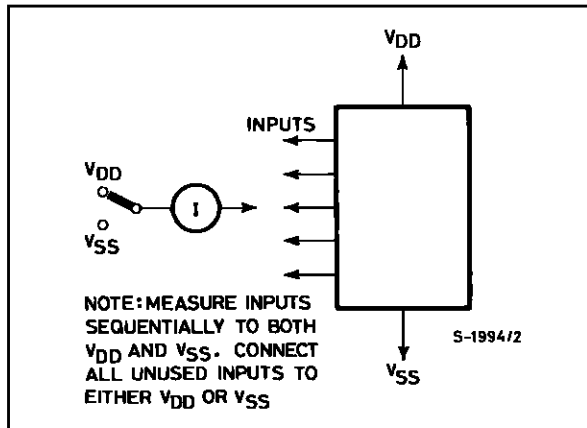 VDD
INPUTS
VDD
I
VSS
NOTE: MEASURE INPUTS
SEQUENTIALLY TO BOTH
VDD AND VSS. CONNECT
ALL UNUSED INPUTS TO
EITHER VDD OR VSS
S-1994/2
VSS